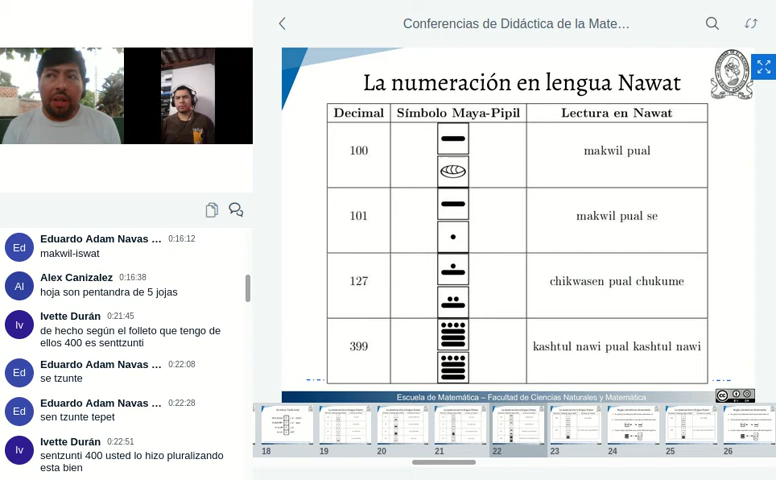 Conferencias de Didáctica de la Mate…
La numeración en lengua Nawat
Decimal Símbolo Maya-Pipil Lectura en Nawat
100 makwil pual
101 makwil pual se
127 chikwasen pual chukume
399 kashtul nawi pual kashtul nawi
Escuela de Matemática – Facultad de Ciencias Naturales y Matemática
18 19 20 21 22 23 24 25 26
Ed Eduardo Adam Navas ... 0:16:12
makwil-iswat
Al Alex Canizalez 0:16:38
hoja son pentandra de 5 jojas
Iv Ivette Durán 0:21:45
de hecho según el folleto que tengo de
ellos 400 es senttzunti
Ed Eduardo Adam Navas ... 0:22:08
se tzunte
Ed Eduardo Adam Navas ... 0:22:28
sen tzunte tepet
Iv Ivette Durán 0:22:51
sentzunti 400 usted lo hizo pluralizando
esta bien